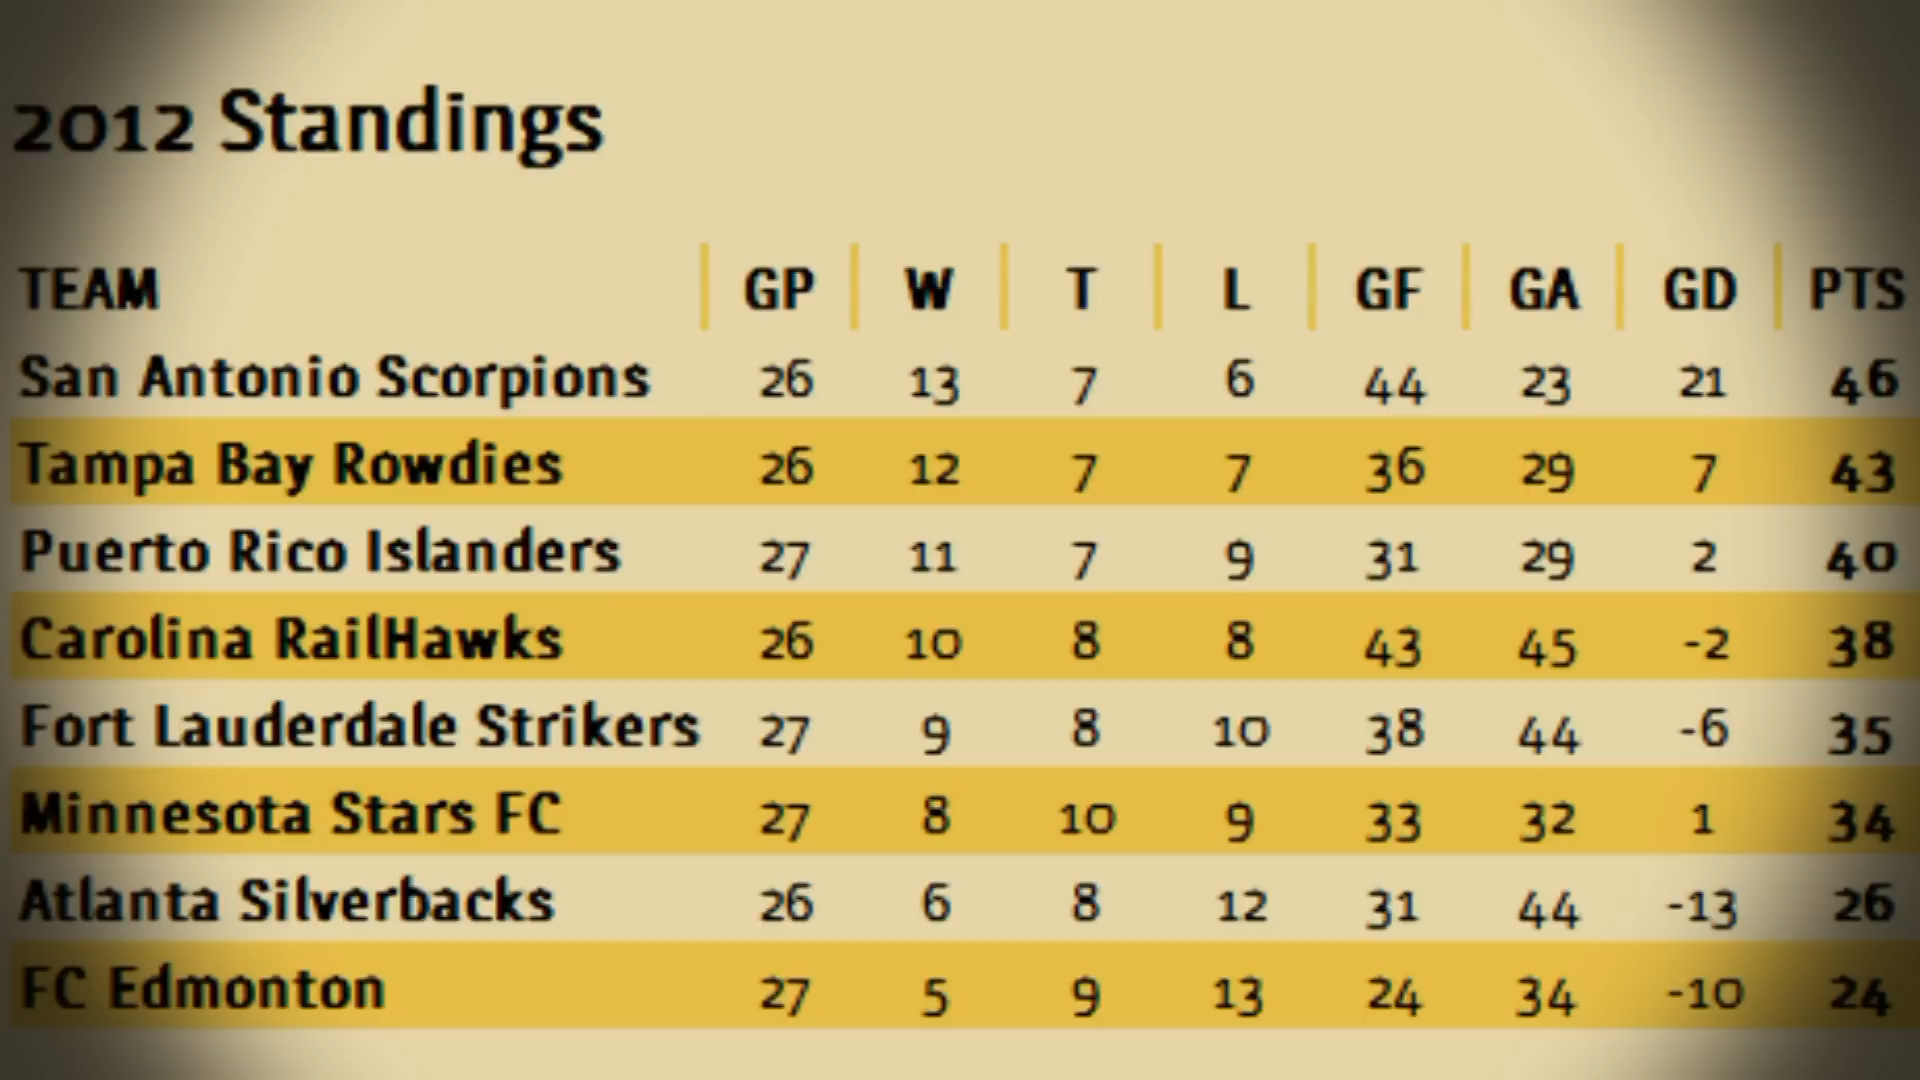 2012 Standings
TEAM GP W T L GF GA GD PTS
San Antonio Scorpions 26 13 7 6 44 23 21 46
Tampa Bay Rowdies 26 12 7 7 36 29 7 43
Puerto Rico Islanders 27 11 7 9 31 29 2 40
Carolina RailHawks 26 10 8 8 43 45 -2 38
Fort Lauderdale Strikers 27 9 8 10 38 44 -6 35
Minnesota Stars FC 27 8 10 9 33 32 1 34
Atlanta Silverbacks 26 6 8 12 31 44 -13 26
FC Edmonton 27 5 9 13 24 34 -10 24